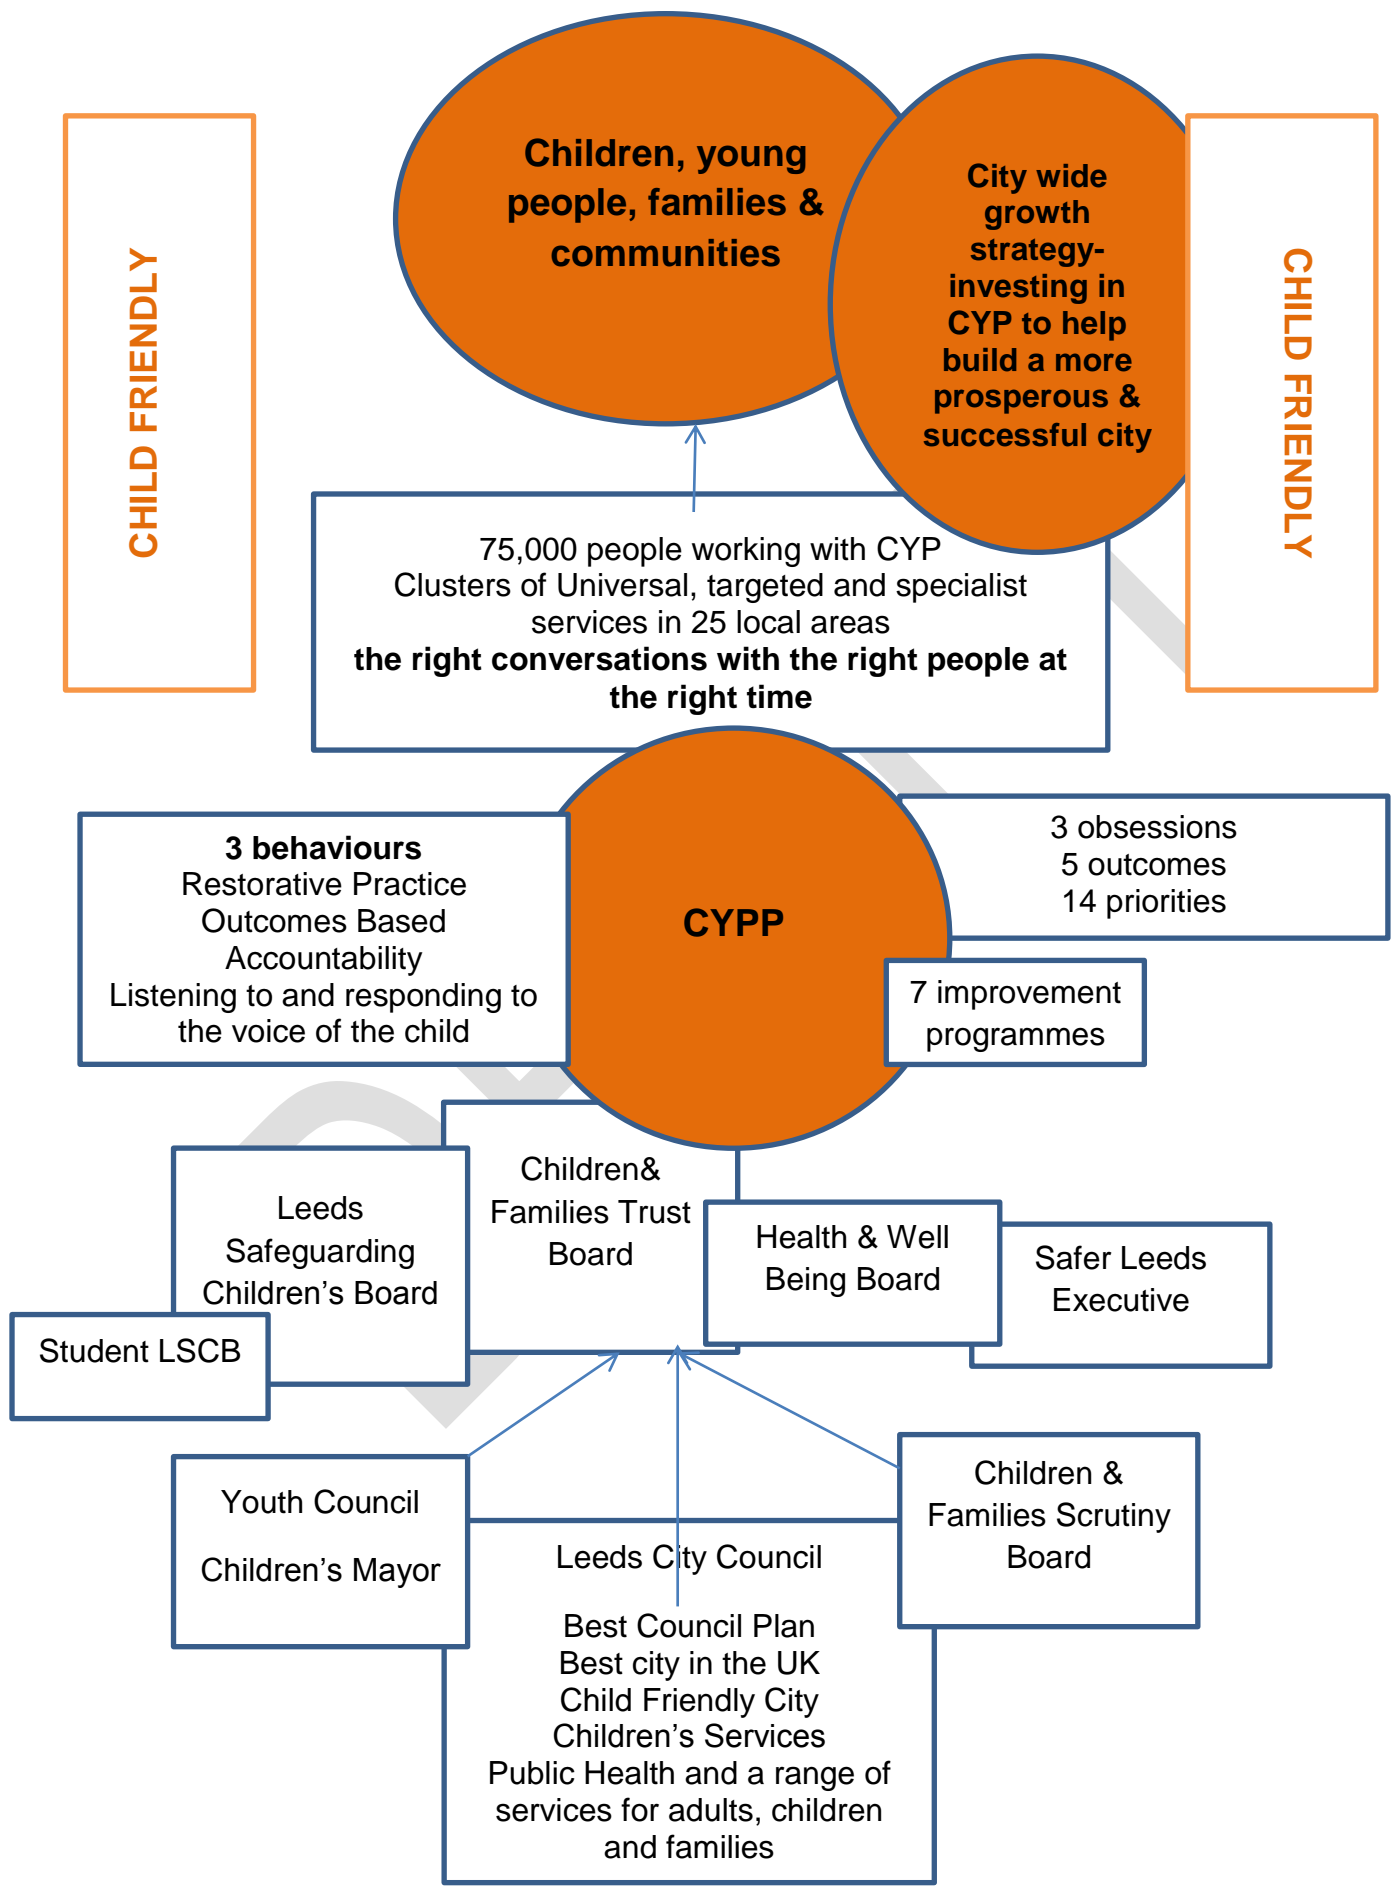 Children, young
people, families &
communities
City wide
growth
strategy-
investing in
CYP to help
build a more
prosperous &
successful city
CHILD FRIENDLY
CHILD FRIENDLY
75,000 people working with CYP
Clusters of Universal, targeted and specialist
services in 25 local areas
the right conversations with the right people at
the right time
3 behaviours
Restorative Practice
Outcomes Based
Accountability
Listening to and responding to
the voice of the child
CYPP
3 obsessions
5 outcomes
14 priorities
7 improvement
programmes
Leeds
Safeguarding
Children’s Board
Student LSCB
Children&
Families Trust
Board
Health & Well
Being Board
Safer Leeds
Executive
Youth Council
Children’s Mayor
Leeds City Council
Best Council Plan
Best city in the UK
Child Friendly City
Children’s Services
Public Health and a range of
services for adults, children
and families
Children &
Families Scrutiny
Board